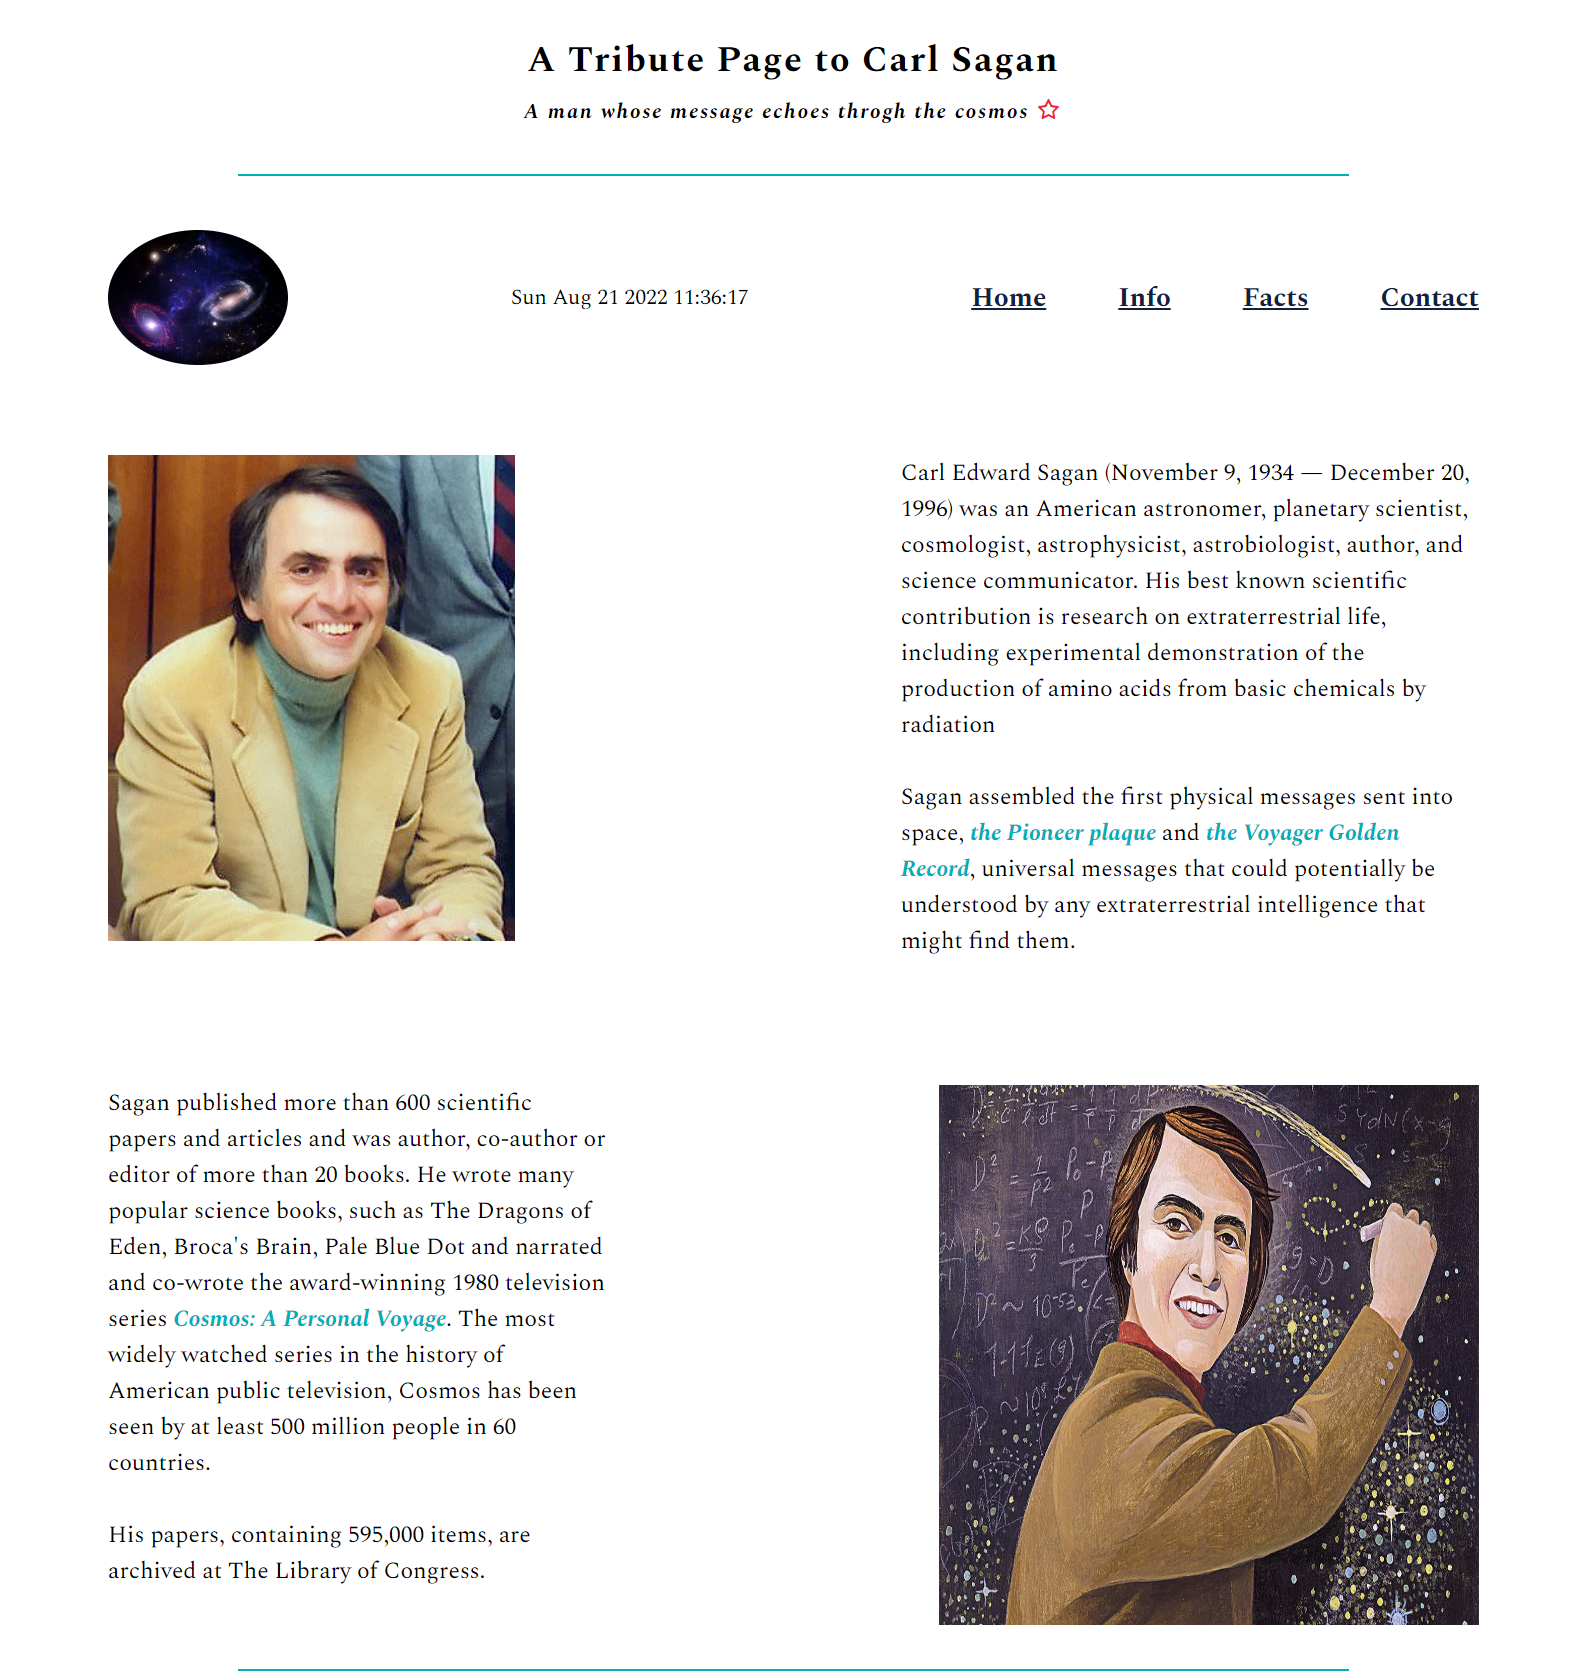 A Tribute Page to Carl Sagan
A man whose message echoes throgh the cosmos
Sun Aug 21 2022 11:36:17
Home Info Facts Contact
Carl Edward Sagan (November 9, 1934 — December 20,
1996) was an American astronomer, planetary scientist,
cosmologist, astrophysicist, astrobiologist, author, and
science communicator. His best known scientific
contribution is research on extraterrestrial life,
including experimental demonstration of the
production of amino acids from basic chemicals by
radiation
Sagan assembled the first physical messages sent into
space, the Pioneer plaque and the Voyager Golden
Record, universal messages that could potentially be
understood by any extraterrestrial intelligence that
might find them.
Sagan published more than 600 scientific
papers and articles and was author, co-author or
editor of more than 20 books. He wrote many
popular science books, such as The Dragons of
Eden, Broca's Brain, Pale Blue Dot and narrated
and co-wrote the award-winning 1980 television
series Cosmos: A Personal Voyage. The most
widely watched series in the history of
American public television, Cosmos has been
seen by at least 500 million people in 60
countries.
His papers, containing 595,000 items, are
archived at The Library of Congress.